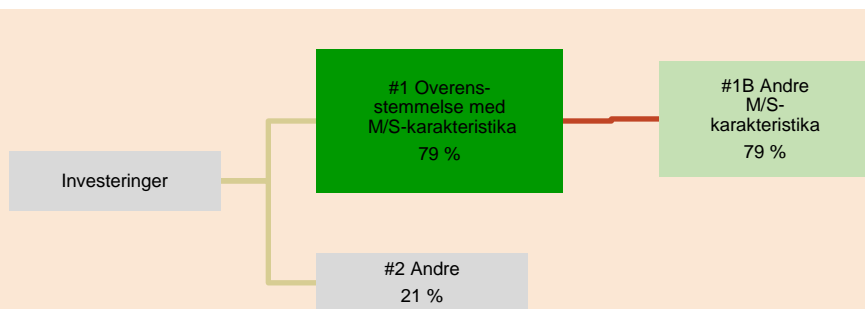 Investeringer
#1 Overens-
stemmelse med
M/S-karakteristika
79 %
#1B Andre
M/S-
karakteristika
79 %
#2 Andre
21 %